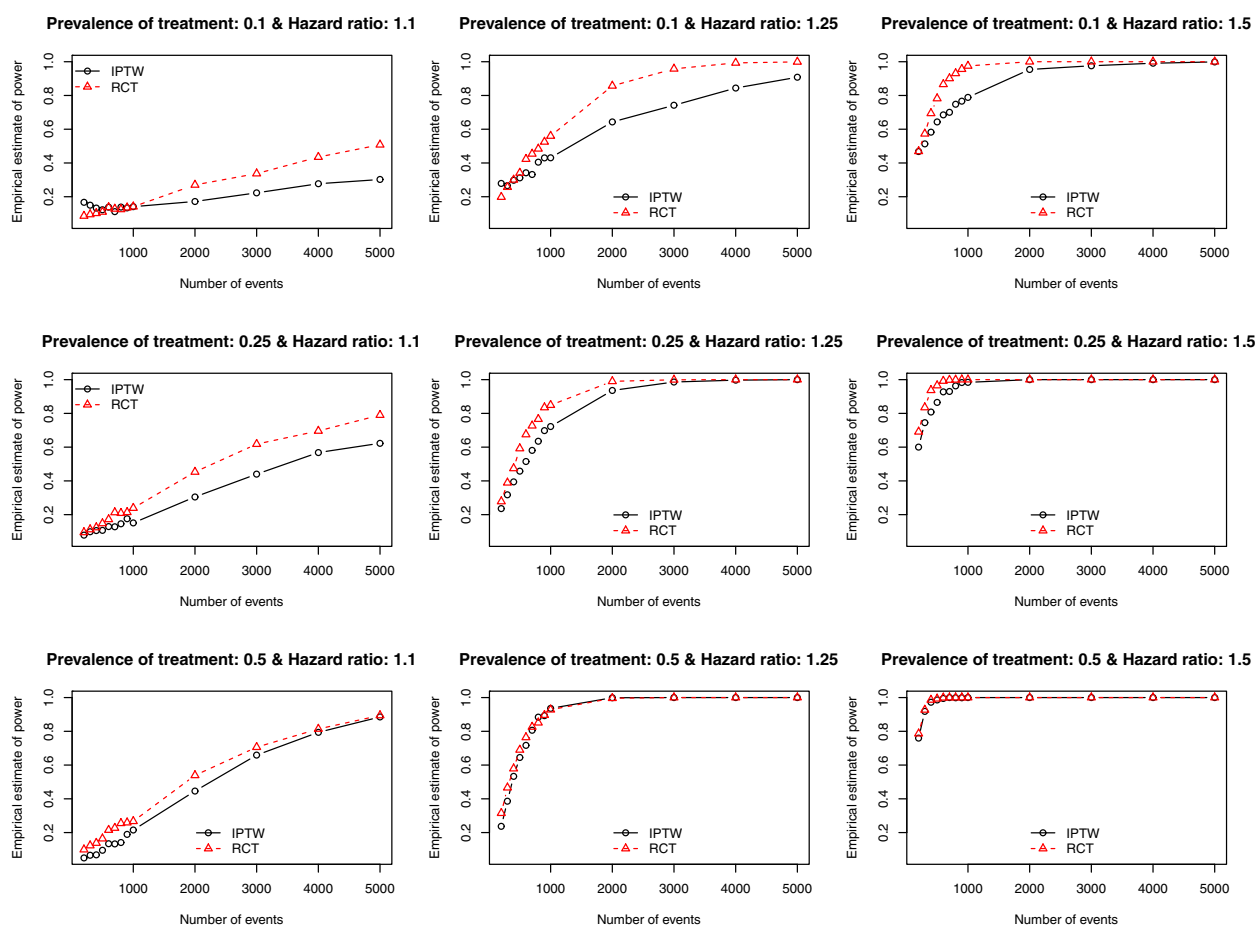 Prevalence of treatment: 0.1 & Hazard ratio: 1.1
Empirical estimate of power
0.2 0.4 0.6 0.8 1.0
IPTW
RCT
1000 2000 3000 4000 5000
Number of events
Prevalence of treatment: 0.1 & Hazard ratio: 1.25
Empirical estimate of power
0.2 0.4 0.6 0.8 1.0
IPTW
RCT
1000 2000 3000 4000 5000
Number of events
Prevalence of treatment: 0.1 & Hazard ratio: 1.5
Empirical estimate of power
0.2 0.4 0.6 0.8 1.0
IPTW
RCT
1000 2000 3000 4000 5000
Number of events
Prevalence of treatment: 0.25 & Hazard ratio: 1.1
Empirical estimate of power
0.2 0.4 0.6 0.8 1.0
IPTW
RCT
1000 2000 3000 4000 5000
Number of events
Prevalence of treatment: 0.25 & Hazard ratio: 1.25
Empirical estimate of power
0.2 0.4 0.6 0.8 1.0
IPTW
RCT
1000 2000 3000 4000 5000
Number of events
Prevalence of treatment: 0.25 & Hazard ratio: 1.5
Empirical estimate of power
0.2 0.4 0.6 0.8 1.0
IPTW
RCT
1000 2000 3000 4000 5000
Number of events
Prevalence of treatment: 0.5 & Hazard ratio: 1.1
Empirical estimate of power
0.2 0.4 0.6 0.8 1.0
IPTW
RCT
1000 2000 3000 4000 5000
Number of events
Prevalence of treatment: 0.5 & Hazard ratio: 1.25
Empirical estimate of power
0.2 0.4 0.6 0.8 1.0
IPTW
RCT
1000 2000 3000 4000 5000
Number of events
Prevalence of treatment: 0.5 & Hazard ratio: 1.5
Empirical estimate of power
0.2 0.4 0.6 0.8 1.0
IPTW
RCT
1000 2000 3000 4000 5000
Number of events